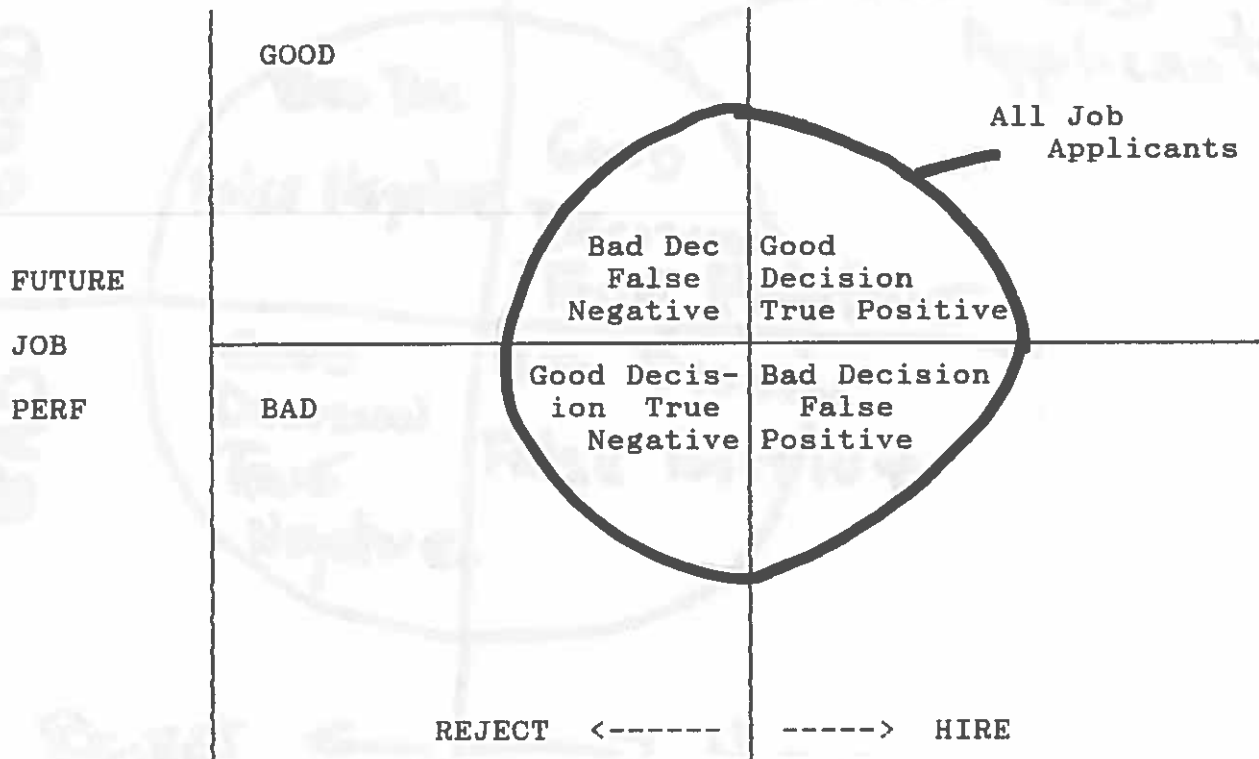 GOOD
All Job
Applicants
Bad Dec
False
Negative
Good
Decision
True Positive
FUTURE
JOB
PERF
BAD
Good Decis-
ion True
Negative
Bad Decision
False
Positive
REJECT <------ -----> HIRE